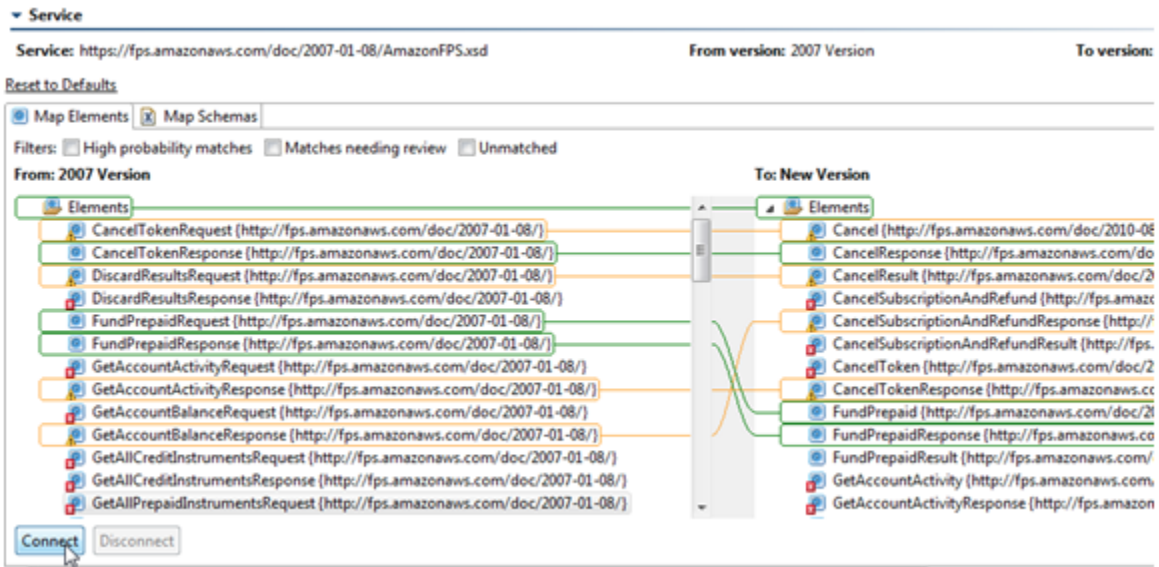 Service
Service: https://fps.amazonaws.com/doc/2007-01-08/AmazonFPS.xsd From version: 2007 Version To version:
Reset to Defaults
Map Elements Map Schemas
Filters: High probability matches Matches needing review Unmatched
From: 2007 Version To: New Version
Elements Elements
CancelTokenRequest {http://fps.amazonaws.com/doc/2007-01-08/} Cancel {http://fps.amazonaws.com/doc/2010-08
CancelTokenResponse {http://fps.amazonaws.com/doc/2007-01-08/} CancelResponse {http://fps.amazonaws.com/do
DiscardResultsRequest {http://fps.amazonaws.com/doc/2007-01-08/} CancelResult {http://fps.amazonaws.com/doc/2
DiscardResultsResponse {http://fps.amazonaws.com/doc/2007-01-08/} CancelSubscriptionAndRefund {http://fps.amazo
FundPrepaidRequest {http://fps.amazonaws.com/doc/2007-01-08/} CancelSubscriptionAndRefundResponse {http://
FundPrepaidResponse {http://fps.amazonaws.com/doc/2007-01-08/} CancelSubscriptionAndRefundResult {http://fps.
GetAccountActivityRequest {http://fps.amazonaws.com/doc/2007-01-08/} CancelToken {http://fps.amazonaws.com/doc/2
GetAccountActivityResponse {http://fps.amazonaws.com/doc/2007-01-08/} CancelTokenResponse {http://fps.amazonaws.co
GetAccountBalanceRequest {http://fps.amazonaws.com/doc/2007-01-08/} FundPrepaid {http://fps.amazonaws.com/doc/20
GetAccountBalanceResponse {http://fps.amazonaws.com/doc/2007-01-08/} FundPrepaidResponse {http://fps.amazonaws.co
GetAllCreditInstrumentsRequest {http://fps.amazonaws.com/doc/2007-01-08/} FundPrepaidResult {http://fps.amazonaws.com/
GetAllCreditInstrumentsResponse {http://fps.amazonaws.com/doc/2007-01-08/} GetAccountActivity {http://fps.amazonaws.com,
GetAllPrepaidInstrumentsRequest {http://fps.amazonaws.com/doc/2007-01-08/} GetAccountActivityResponse {http://fps.amazon
Connect Disconnect